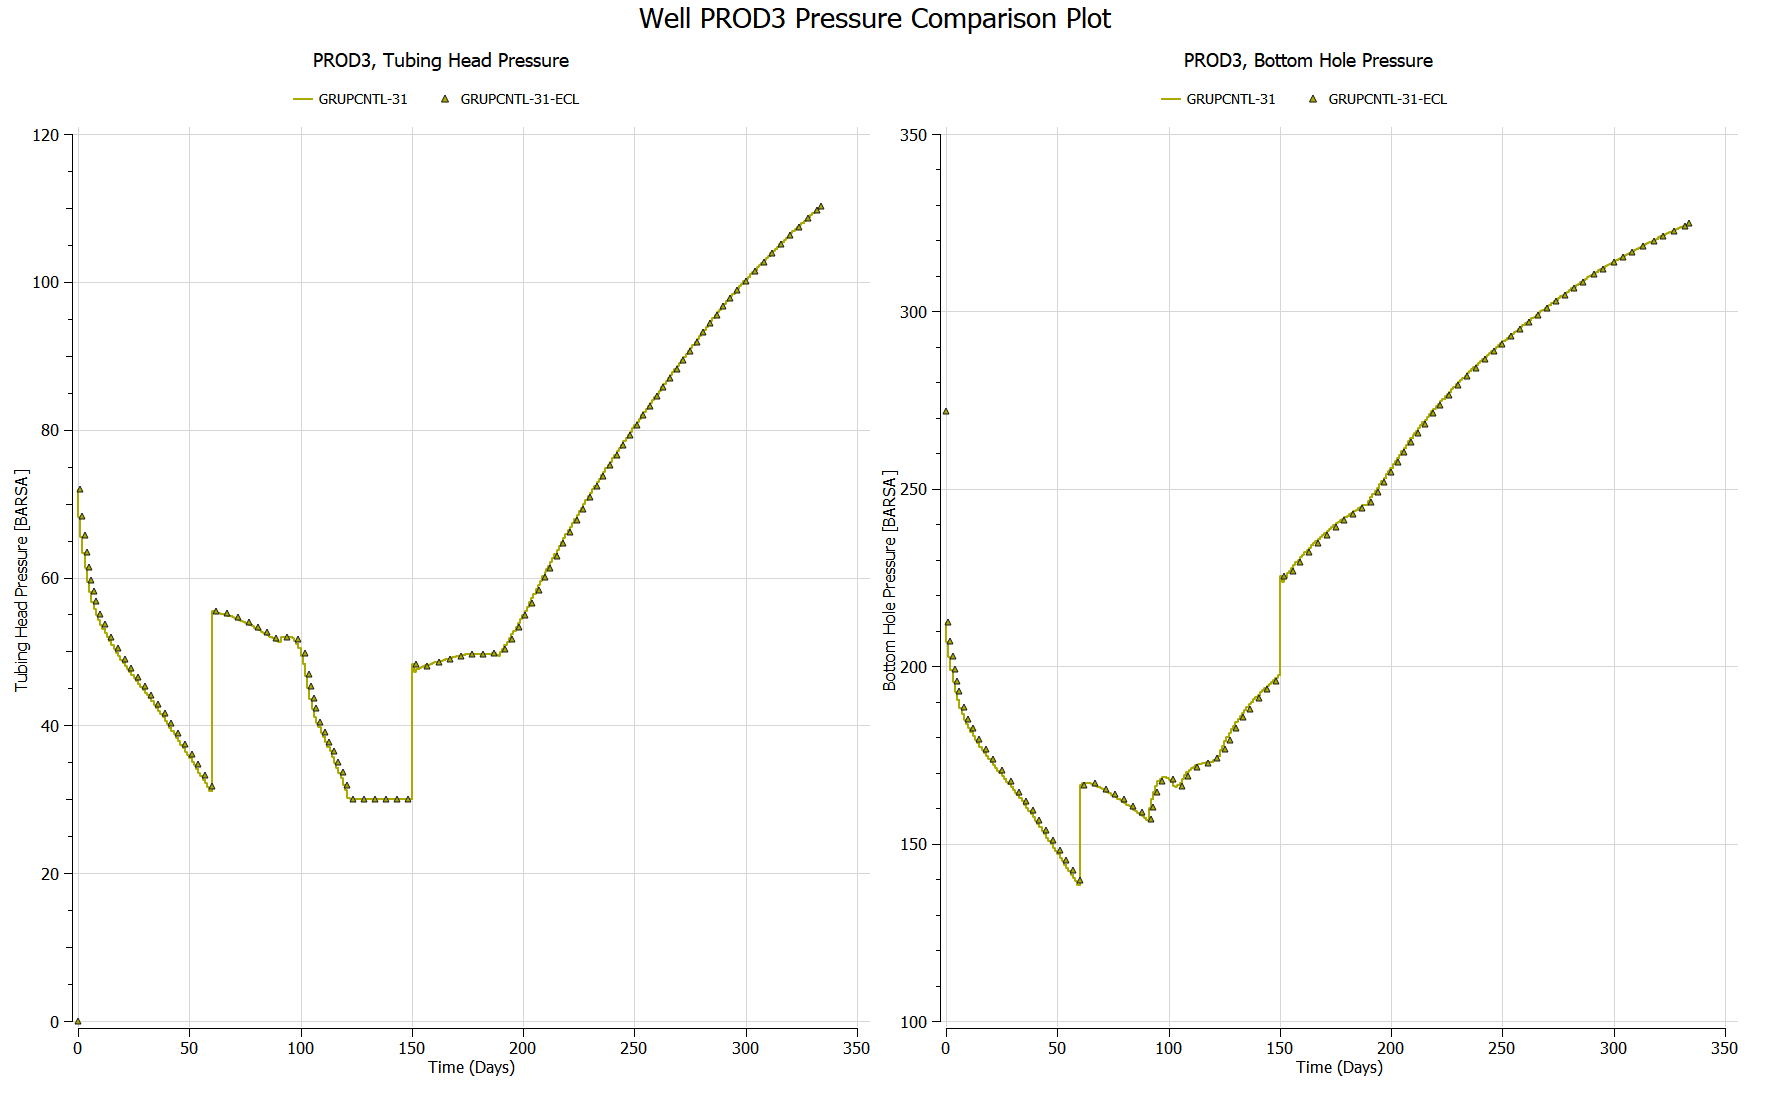 Well PROD3 Pressure Comparison Plot
PROD3, Tubing Head Pressure
GRUPCNTL-31
GRUPCNTL-31-ECL
Tubing Head Pressure [BARSA]
120
100
80
60
40
20
0
0 50 100 150 200 250 300 350
Time (Days)
PROD3, Bottom Hole Pressure
GRUPCNTL-31
GRUPCNTL-31-ECL
Bottom Hole Pressure [BARSA]
350
300
250
200
150
100
0 50 100 150 200 250 300 350
Time (Days)